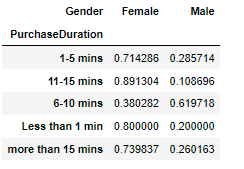 Gender Female Male
PurchaseDuration
1-5 mins 0.714286 0.285714
11-15 mins 0.891304 0.108696
6-10 mins 0.380282 0.619718
Less than 1 min 0.800000 0.200000
more than 15 mins 0.739837 0.260163